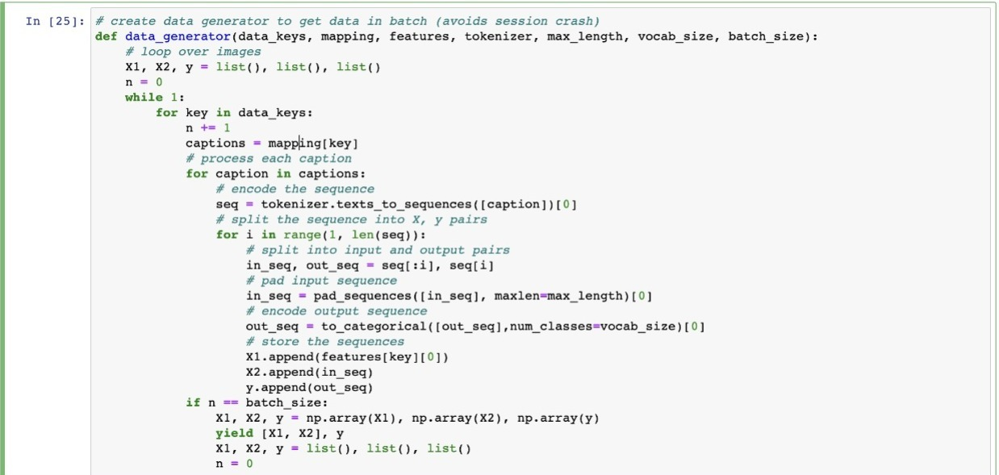 In [25]: # create data generator to get data in batch (avoids session crash)
def data_generator(data_keys, mapping, features, tokenizer, max_length, vocab_size, batch_size):
    # loop over images
    X1, X2, y = list(), list(), list()
    n = 0
    while 1:
        for key in data_keys:
            n += 1
            captions = mapping[key]
            # process each caption
            for caption in captions:
                # encode the sequence
                seq = tokenizer.texts_to_sequences([caption])[0]
                # split the sequence into X, y pairs
                for i in range(1, len(seq)):
                    # split into input and output pairs
                    in_seq, out_seq = seq[:i], seq[i]
                    # pad input sequence
                    in_seq = pad_sequences([in_seq], maxlen=max_length)[0]
                    # encode output sequence
                    out_seq = to_categorical([out_seq],num_classes=vocab_size)[0]
                    # store the sequences
                    X1.append(features[key][0])
                    X2.append(in_seq)
                    y.append(out_seq)
            if n == batch_size:
                X1, X2, y = np.array(X1), np.array(X2), np.array(y)
                yield [X1, X2], y
                X1, X2, y = list(), list(), list()
                n = 0